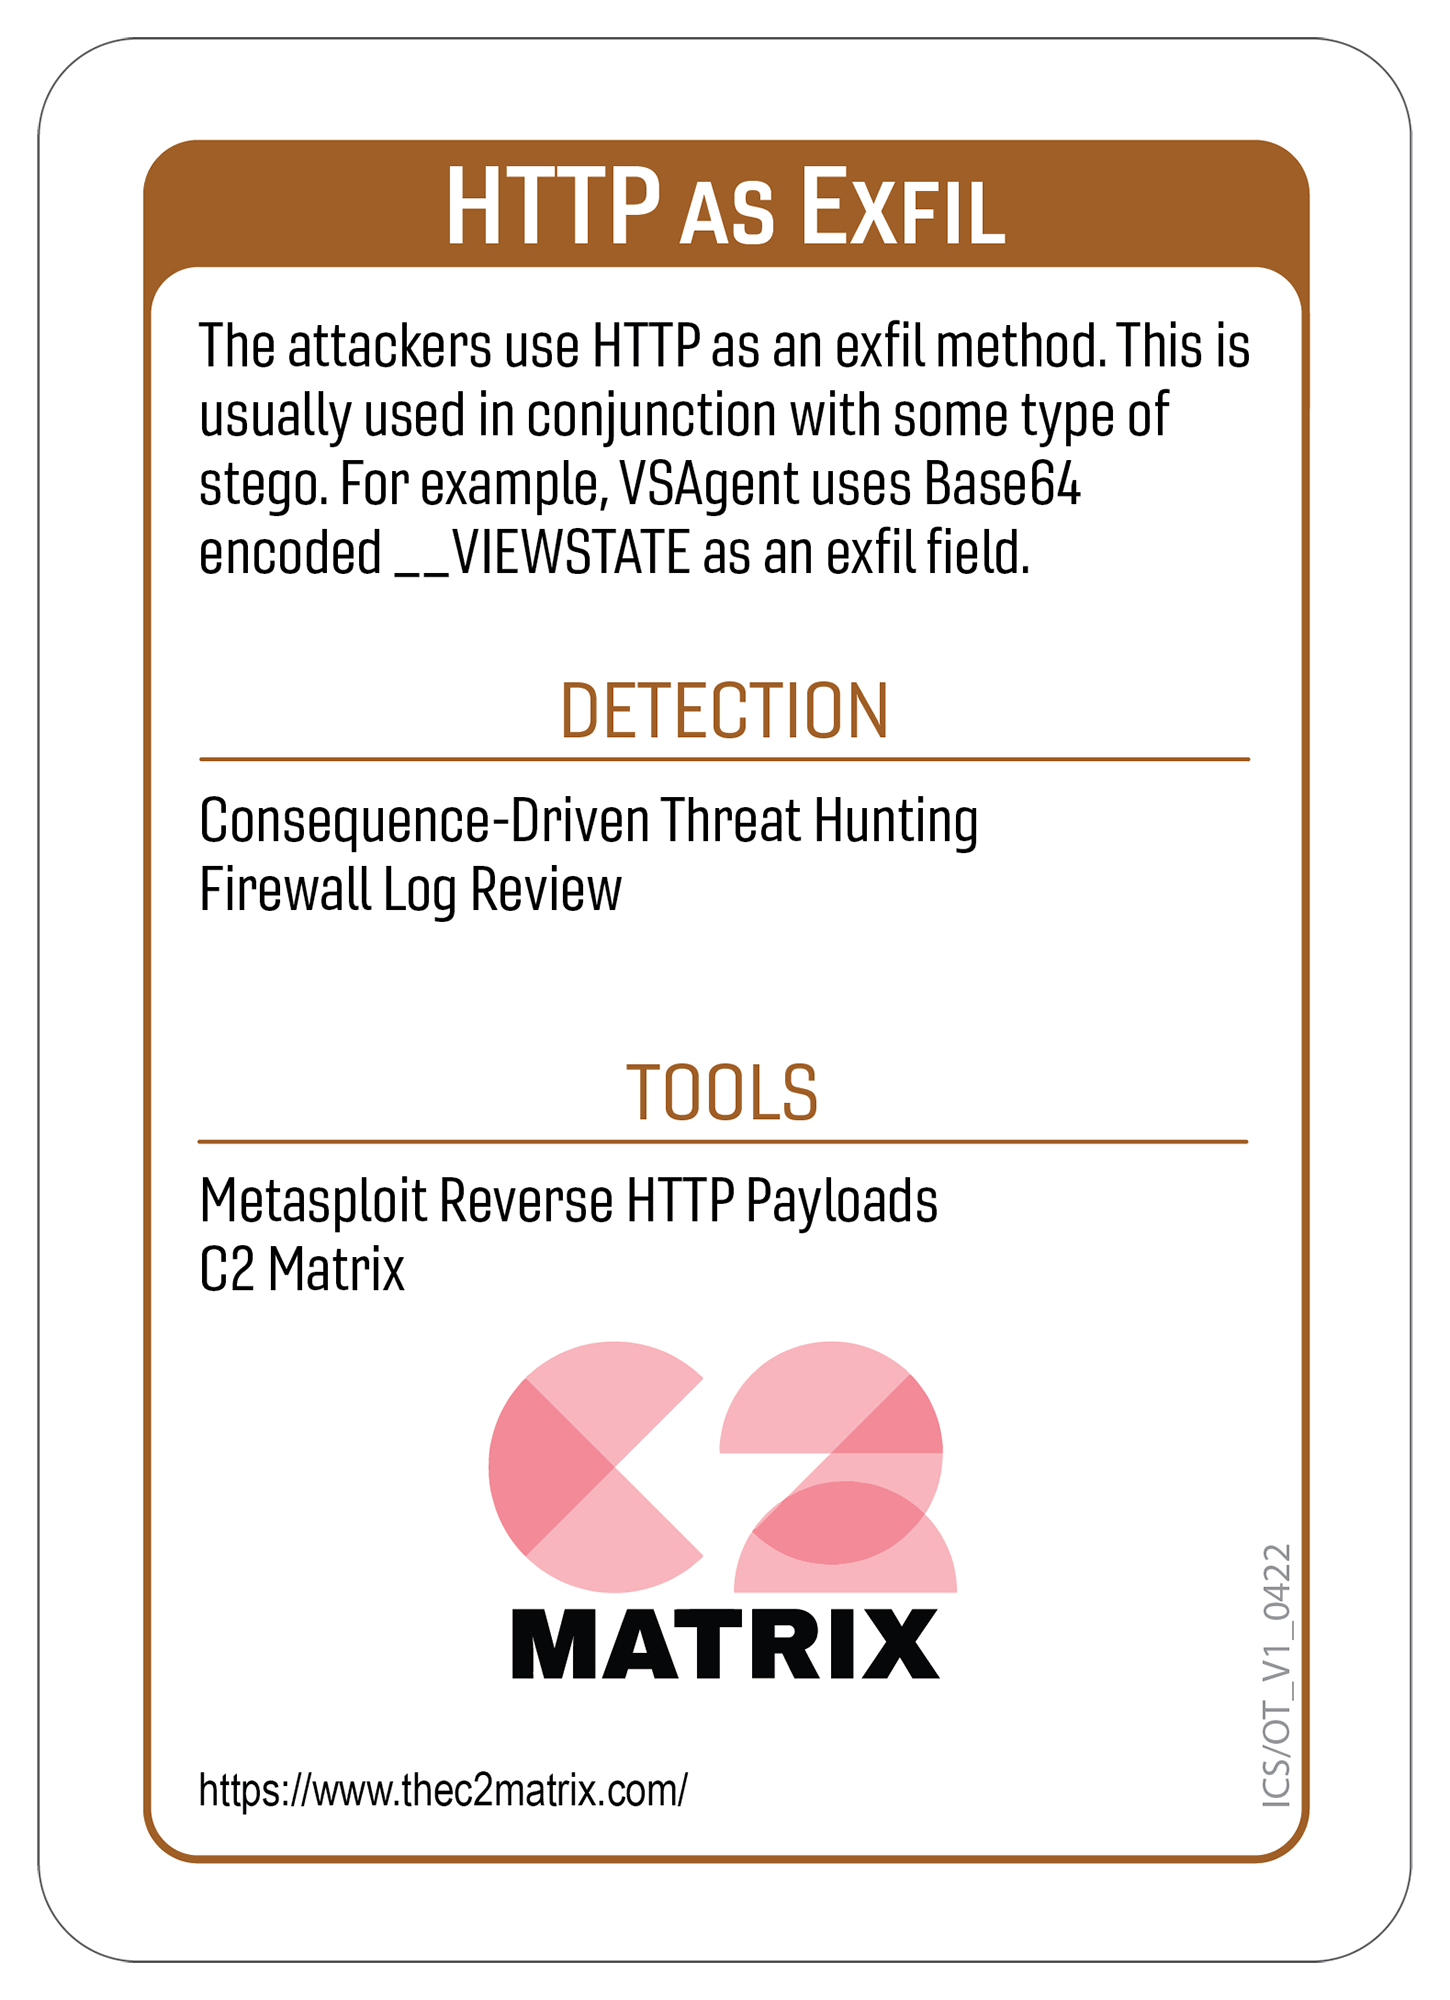 HTTP as Exfil
The attackers use HTTP as an exfil method. This is
usually used in conjunction with some type of
stego. For example, VSAgent uses Base64
encoded __VIEWSTATE as an exfil field.
DETECTION
Consequence-Driven Threat Hunting
Firewall Log Review
TOOLS
Metasploit Reverse HTTP Payloads
C2 Matrix
C2
MATRIX
https://www.thec2matrix.com/
ICS/OT_V1_0422